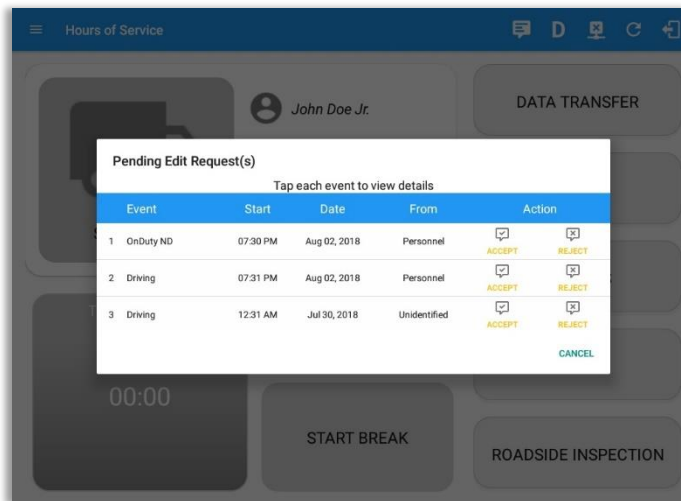 Hours of Service
D
John Doe Jr.
DATA TRANSFER
Pending Edit Request(s)
Tap each event to view details
Event Start Date From Action
1 OnDuty ND 07:30 PM Aug 02, 2018 Personnel ACCEPT REJECT
2 Driving 07:31 PM Aug 02, 2018 Personnel ACCEPT REJECT
3 Driving 12:31 AM Jul 30, 2018 Unidentified ACCEPT REJECT
CANCEL
00:00
START BREAK
ROADSIDE INSPECTION